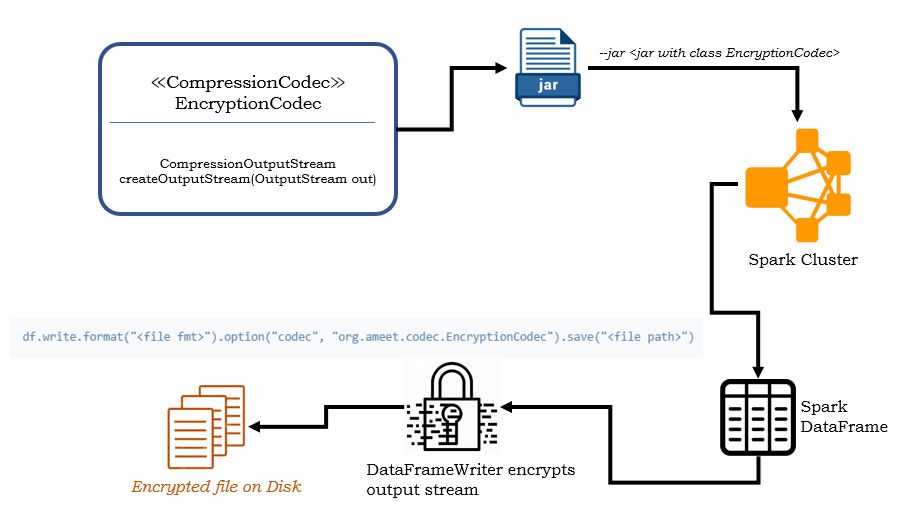 ≪CompressionCodec≫
EncryptionCodec
CompressionOutputStream
createOutputStream(OutputStream out)
jar
--jar <jar with class EncryptionCodec>
Spark Cluster
df.write.format("<file fmt>").option("codec", "org.ameet.codec.EncryptionCodec").save("<file path>")
Spark
DataFrame
DataFrameWriter encrypts
output stream
Encrypted file on Disk